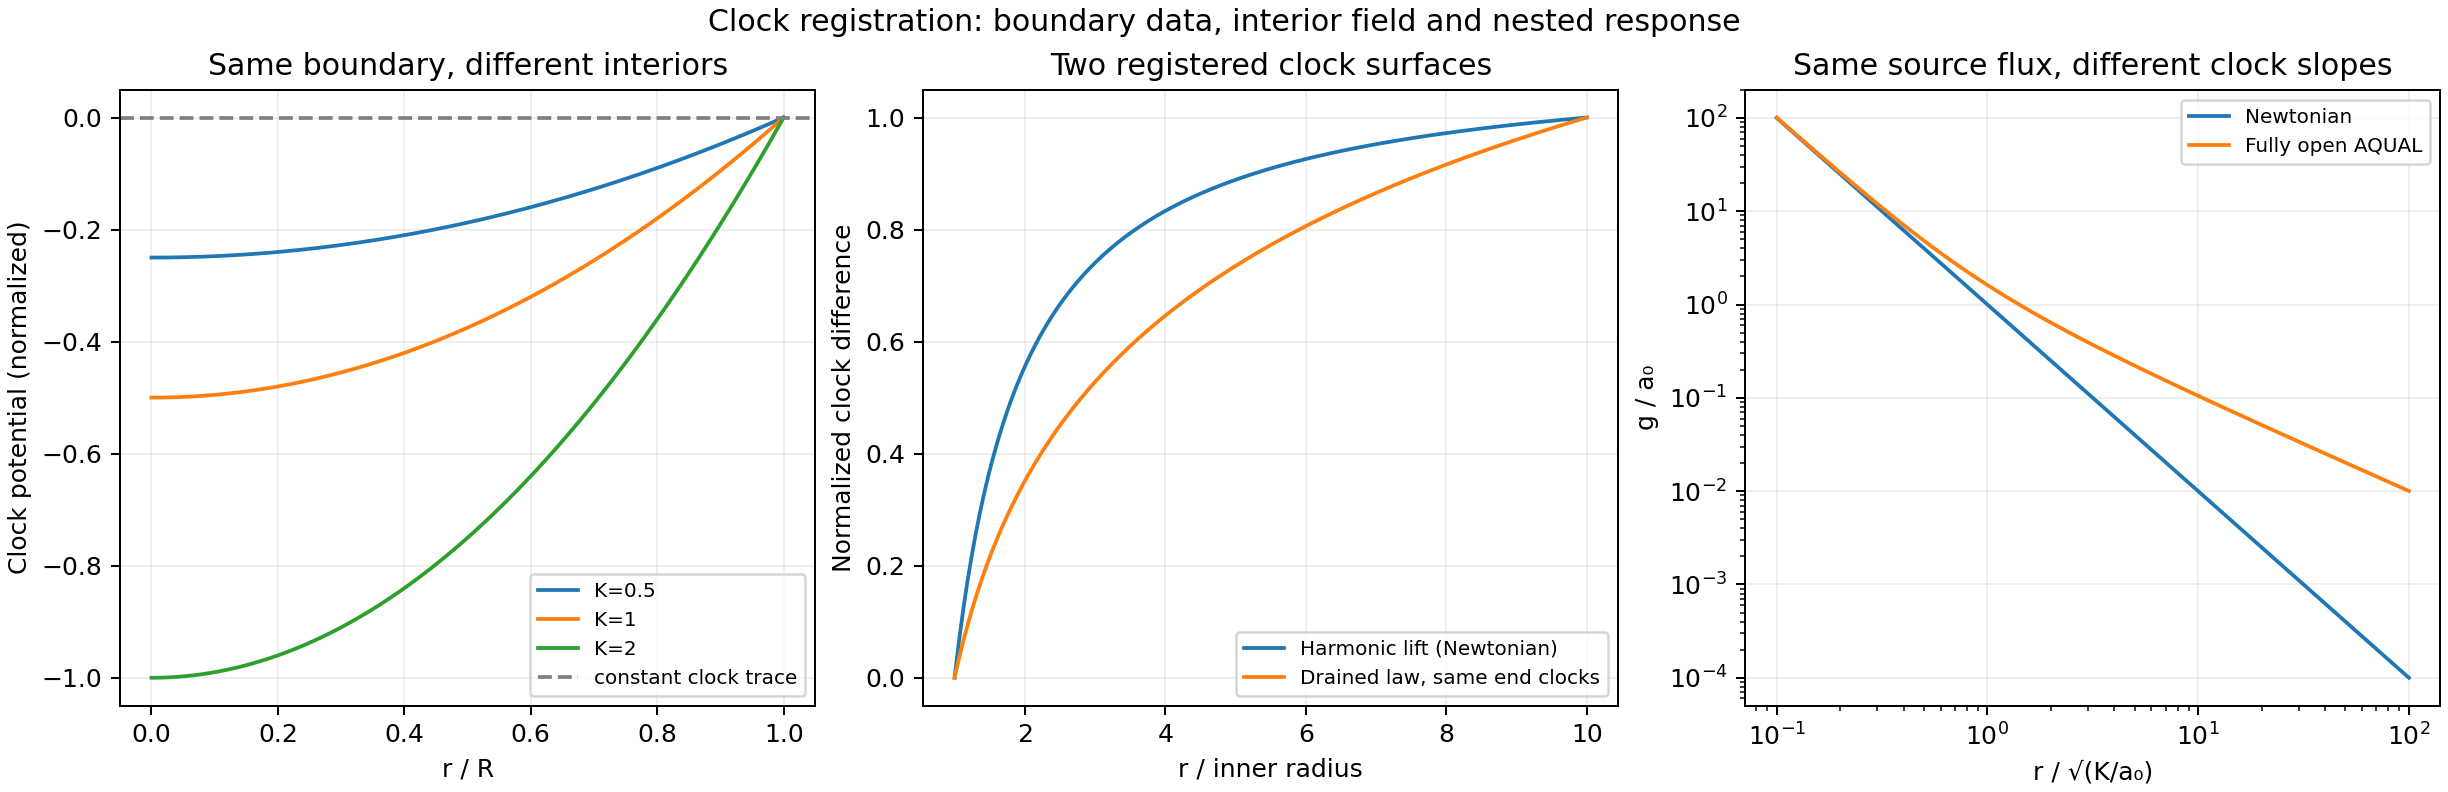 Clock registration: boundary data, interior field and nested response
Same boundary, different interiors
Clock potential (normalized)
0.0
−0.2
−0.4
−0.6
−0.8
−1.0
K=0.5
K=1
K=2
constant clock trace
0.0 0.2 0.4 0.6 0.8 1.0
r / R
Two registered clock surfaces
Normalized clock difference
1.0
0.8
0.6
0.4
0.2
0.0
Harmonic lift (Newtonian)
Drained law, same end clocks
2 4 6 8 10
r / inner radius
Same source flux, different clock slopes
g / a₀
10²
10¹
10⁰
10⁻¹
10⁻²
10⁻³
10⁻⁴
Newtonian
Fully open AQUAL
10⁻¹ 10⁰ 10¹ 10²
r / √(K/a₀)